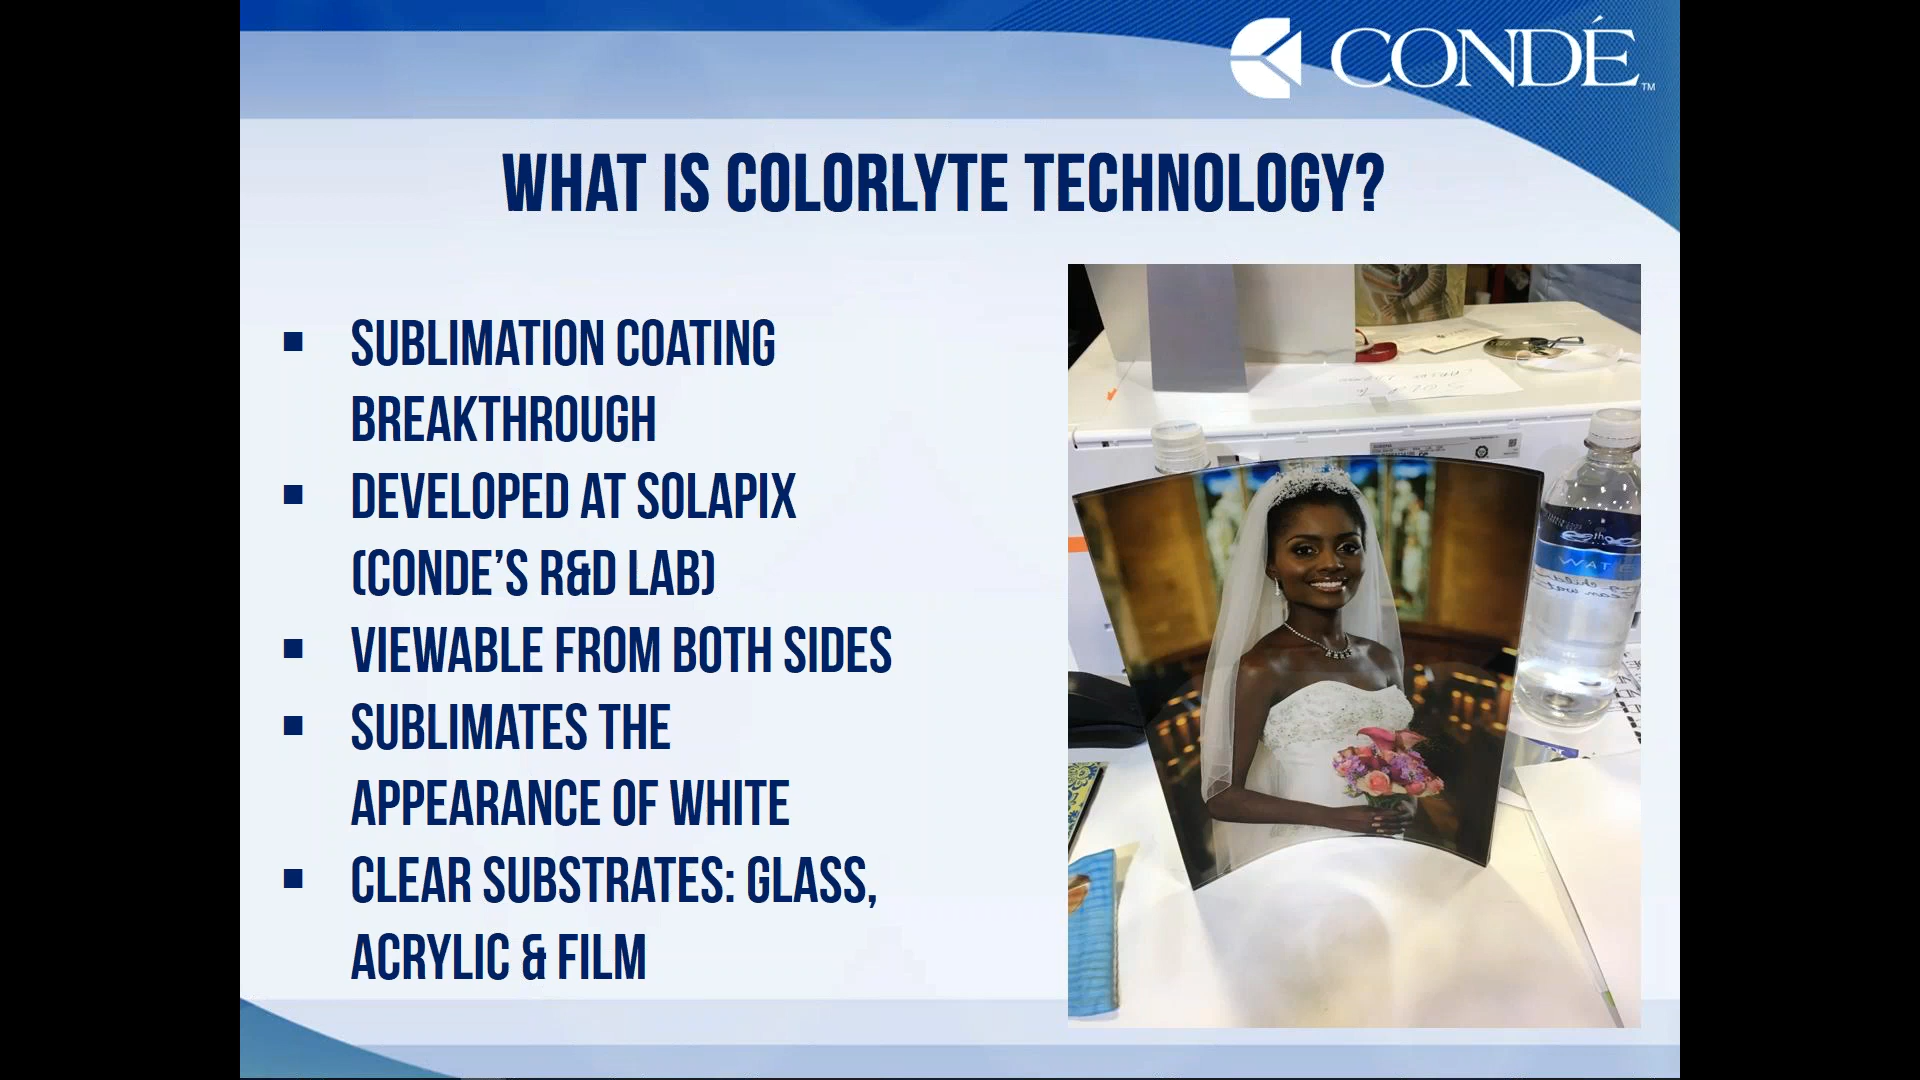 CONDÉ™
WHAT IS COLORLYTE TECHNOLOGY?
▪ SUBLIMATION COATING
BREAKTHROUGH
▪ DEVELOPED AT SOLAPIX
(CONDE’S R&D LAB)
▪ VIEWABLE FROM BOTH SIDES
▪ SUBLIMATES THE
APPEARANCE OF WHITE
▪ CLEAR SUBSTRATES: GLASS,
ACRYLIC & FILM